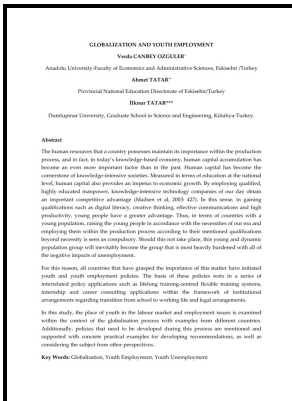 GLOBALIZATION AND YOUTH EMPLOYMENT
Verda CANBEY OZGULER*
Anadolu University-Faculty of Economics and Administrative Sciences, Eskisehir /Turkey
Ahmet TATAR**
Provincial National Education Directorate of Eskisehir/Turkey
İlknur TATAR***
Dumlupinar University, Graduate School in Science and Engineering, Kütahya-Turkey.
Abstract
The human resources that a country possesses maintain its importance within the production
process, and in fact, in today's knowledge-based economy, human capital accumulation has
become an even more important factor than in the past. Human capital has become the
cornerstone of knowledge-intensive societies. Measured in terms of education at the national
level, human capital also provides an impetus to economic growth. By employing qualified,
highly educated manpower, knowledge-intensive technology companies of our day obtain
an important competitive advantage (Madsen et al, 2003: 427). In this sense, in gaining
qualifications such as digital literacy, creative thinking, effective communications and high
productivity, young people have a greater advantage. Thus, in terms of countries with a
young population, raising the young people in accordance with the necessities of our era and
employing them within the production process according to their mentioned qualifications
beyond necessity is seen as compulsory. Should this not take place, this young and dynamic
population group will inevitably become the group that is most heavily burdened with all of
the negative impacts of unemployment.
For this reason, all countries that have grasped the importance of this matter have initiated
youth and youth employment policies. The basis of these policies rests in a series of
interrelated policy applications such as lifelong training-centred flexible training systems,
internship and career consulting applications within the framework of institutional
arrangements regarding transition from school to working life and legal arrangements.
In this study, the place of youth in the labour market and employment issues is examined
within the context of the globalisation process with examples from different countries.
Additionally, policies that need to be developed during this process are mentioned and
supported with concrete practical examples for developing recommendations, as well as
considering the subject from other perspectives.
Key Words: Globalisation, Youth Employment, Youth Unemployment